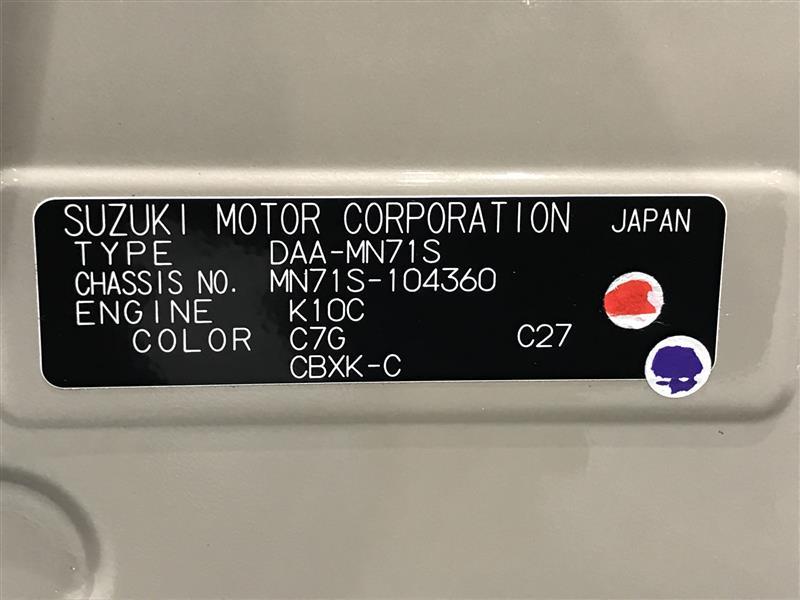 SUZUKI MOTOR CORPORATION JAPAN
TYPE DAA-MN71S
CHASSIS NO. MN71S-104360
ENGINE K10C
COLOR C7G C27
CBXK-C